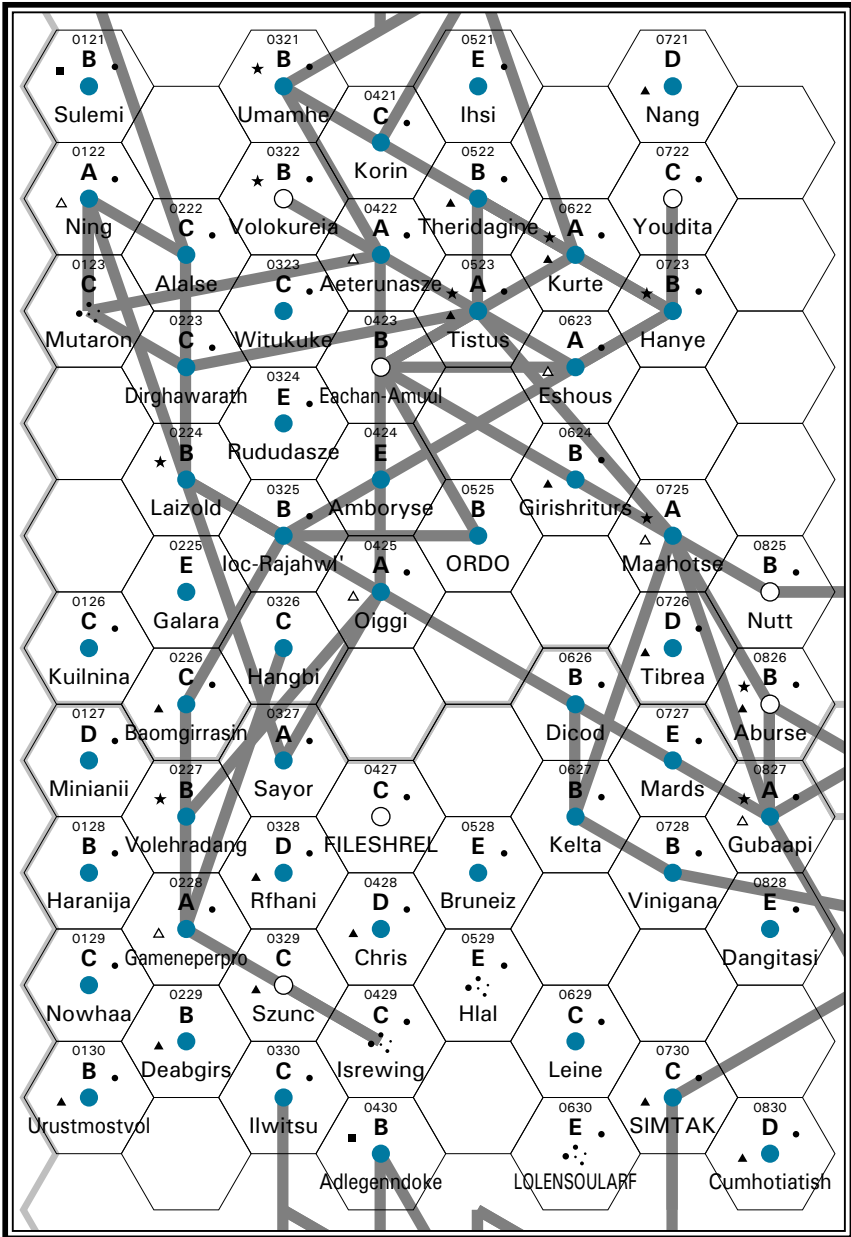 0121
B
Sulemi
0321
B
Umamhe
0521
E
Ihsi
0721
D
Nang
0421
C
Korin
0122
A
Ning
0322
B
Volokureia
0522
B
Theridagine
0722
C
Youdita
0222
C
Alalse
0422
A
Aeterunasze
0622
A
Kurte
0123
C
Mutaron
0323
C
Witukuke
0523
A
Tistus
0723
B
Hanye
0223
C
Dirghawarath
0423
B
Eachan-Amuul
0623
A
Eshous
0324
E
Rududasze
0224
B
Laizold
0424
E
Amboryse
0624
B
Girishriturs
0325
B
Ioc-Rajahwl'
0525
B
ORDO
0725
A
Maahotse
0225
E
Galara
0425
A
Oiggi
0825
B
Nutt
0126
C
Kuilnina
0326
C
Hangbi
0726
D
Tibrea
0226
C
Baomgirrasin
0626
B
Dicod
0826
B
Aburse
0127
D
Minianii
0327
A
Sayor
0727
E
Mards
0227
B
Volehradang
0427
C
FILESHREL
0627
B
Kelta
0827
A
Gubaapi
0128
B
Haranija
0328
D
Rfhani
0528
E
Bruneiz
0728
B
Vinigana
0228
A
Gameneperpro
0428
D
Chris
0828
E
Dangitasi
0129
C
Nowhaa
0329
C
Szunc
0529
E
Hlal
0229
B
Deabgirs
0429
C
Isrewing
0629
C
Leine
0130
B
Urustmostvol
0330
C
Ilwitsu
0730
C
SIMTAK
0430
B
Adlegenndoke
0630
E
LOLENSOULARF
0830
D
Cumhotiatish